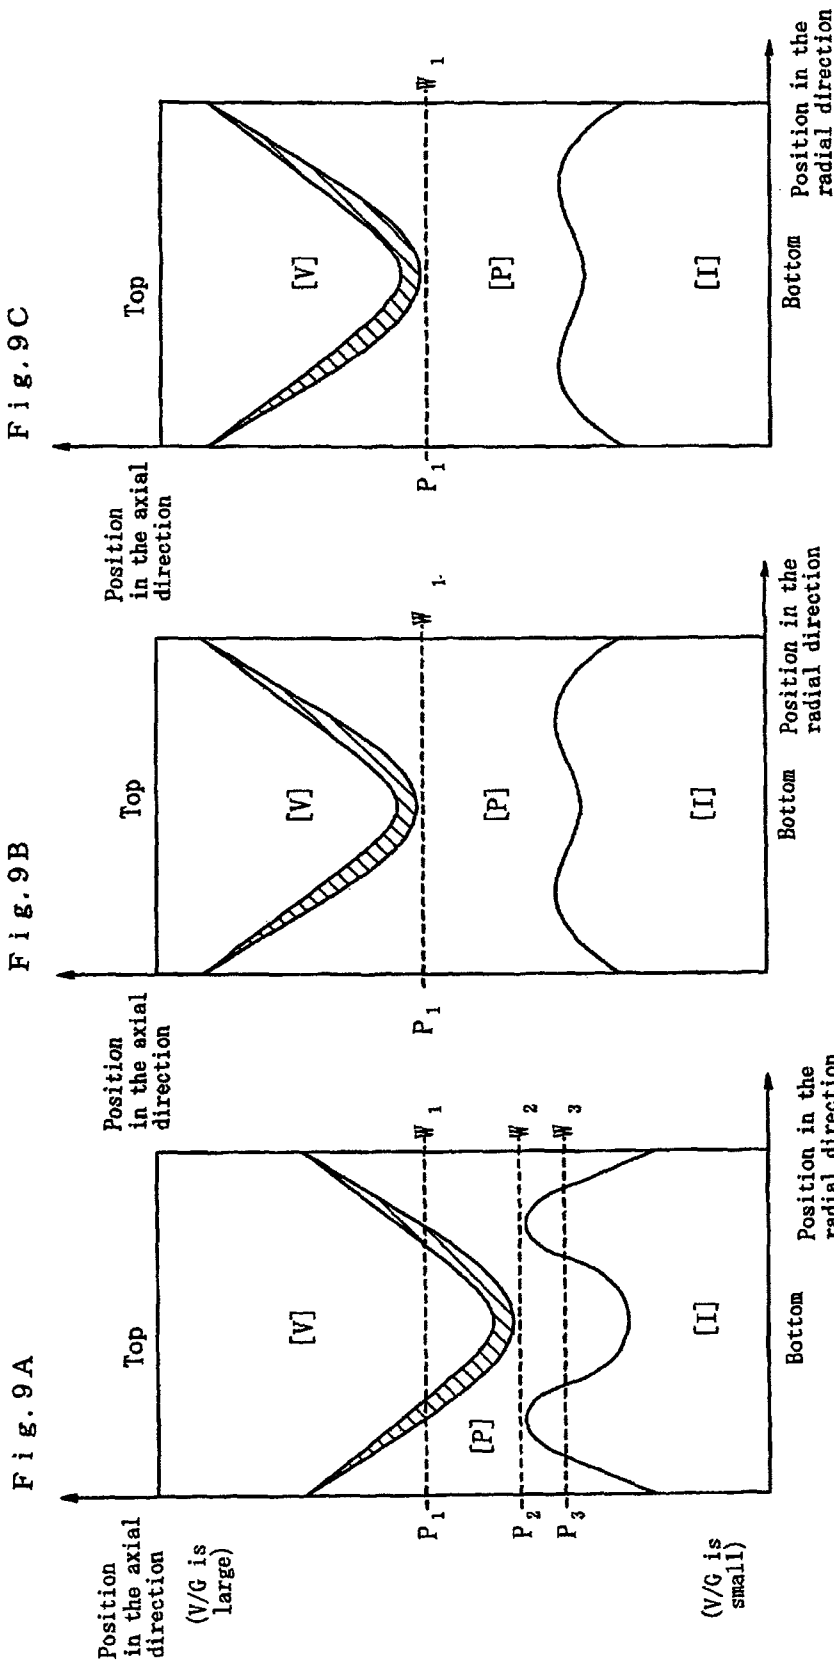 Fig.9A
Position
in the axial
direction
(V/G is
large)
Top
[V]
P1
W1
[P]
P2
W2
P3
W3
(V/G is
small)
[I]
Bottom
Position in the
radial direction
Fig.9B
Position
in the axial
direction
Top
[V]
P1
W1
[P]
[I]
Bottom
Position in the
radial direction
Fig.9C
Position
in the axial
direction
Top
[V]
P1
W1
[P]
[I]
Bottom
Position in the
radial direction